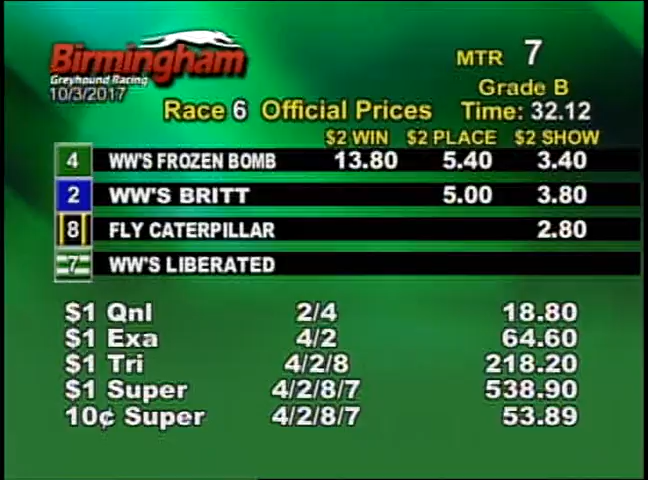 Birmingham
Greyhound Racing
10/3/2017
MTR 7
Grade B
Race 6 Official Prices Time: 32.12
$2 WIN $2 PLACE $2 SHOW
4 WW'S FROZEN BOMB 13.80 5.40 3.40
2 WW'S BRITT 5.00 3.80
8 FLY CATERPILLAR 2.80
7 WW'S LIBERATED
$1 Qnl 2/4 18.80
$1 Exa 4/2 64.60
$1 Tri 4/2/8 218.20
$1 Super 4/2/8/7 538.90
10¢ Super 4/2/8/7 53.89